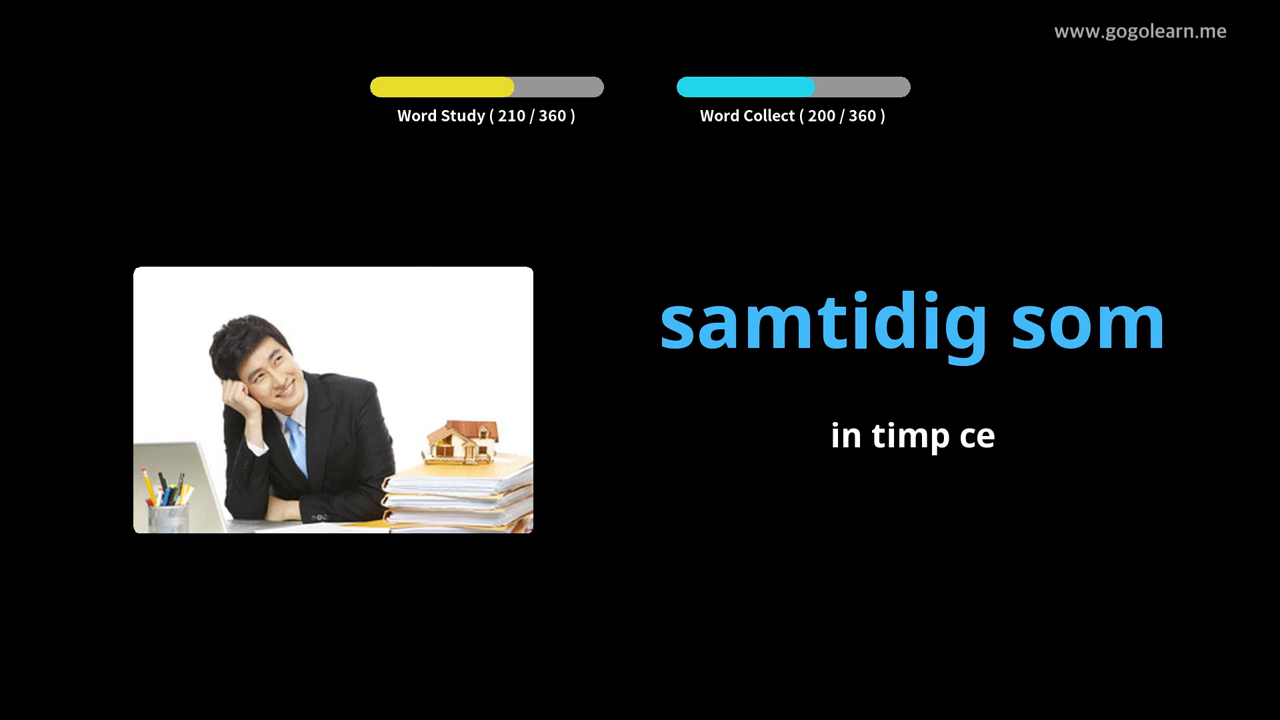 www.gogolearn.me
Word Study ( 210 / 360 )
Word Collect ( 200 / 360 )
samtidig som
in timp ce